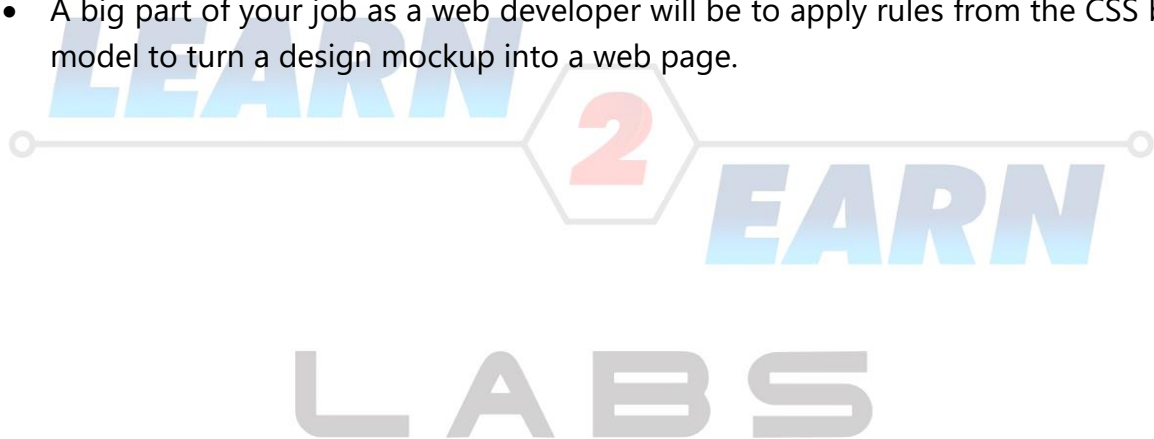 • A big part of your job as a web developer will be to apply rules from the CSS
model to turn a design mockup into a web page.
LEARN
2
EARN
LABS